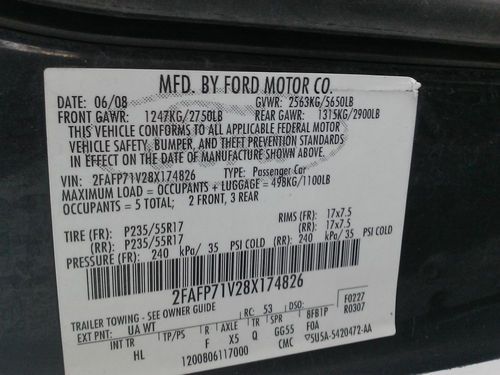 MFD. BY FORD MOTOR CO.
DATE: 06/08 GVWR: 2563KG/5650LB
FRONT GAWR: 1247KG/2750LB REAR GAWR: 1315KG/2900LB
THIS VEHICLE CONFORMS TO ALL APPLICABLE FEDERAL MOTOR
VEHICLE SAFETY, BUMPER, AND THEFT PREVENTION STANDARDS
IN EFFECT ON THE DATE OF MANUFACTURE SHOWN ABOVE.
VIN: 2FAFP71V28X174826 TYPE: Passenger Car
MAXIMUM LOAD = OCCUPANTS + LUGGAGE = 498KG/1100LB
OCCUPANTS = 5 TOTAL; 2 FRONT, 3 REAR
TIRE (FR): P235/55R17 RIMS (FR): 17x7.5
(RR): P235/55R17 (RR): 17x7.5
PRESSURE (FR): 240 kPa/ 35 PSI COLD (RR): 240 kPa/ 35 PSI COLD
2FAFP71V28X174826
TRAILER TOWING - SEE OWNER GUIDE RC: 53 DSO: F0227
EXT PNT: UA WT 8FB1P R0307
INT TR TP/PS R AXLE TR SPR F0A
HL F X5 Q GG55 5U5A-5420472-AA
1200806117000 CMC